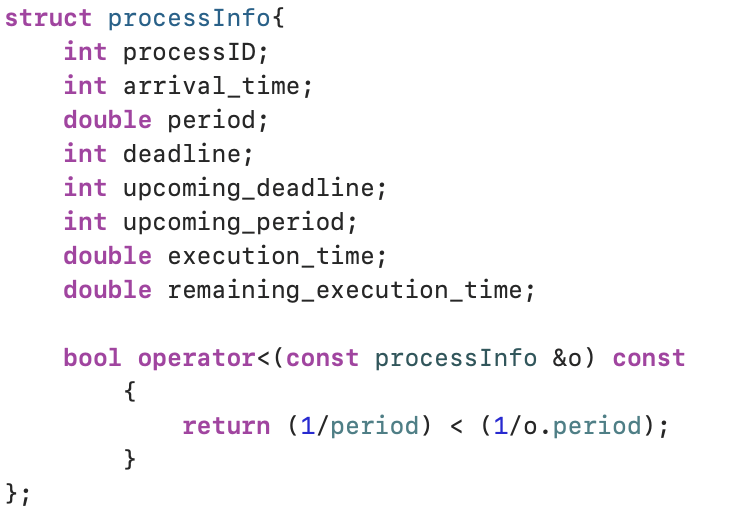 struct processInfo{
    int processID;
    int arrival_time;
    double period;
    int deadline;
    int upcoming_deadline;
    int upcoming_period;
    double execution_time;
    double remaining_execution_time;

    bool operator<(const processInfo &o) const
        {
            return (1/period) < (1/o.period);
        }
};